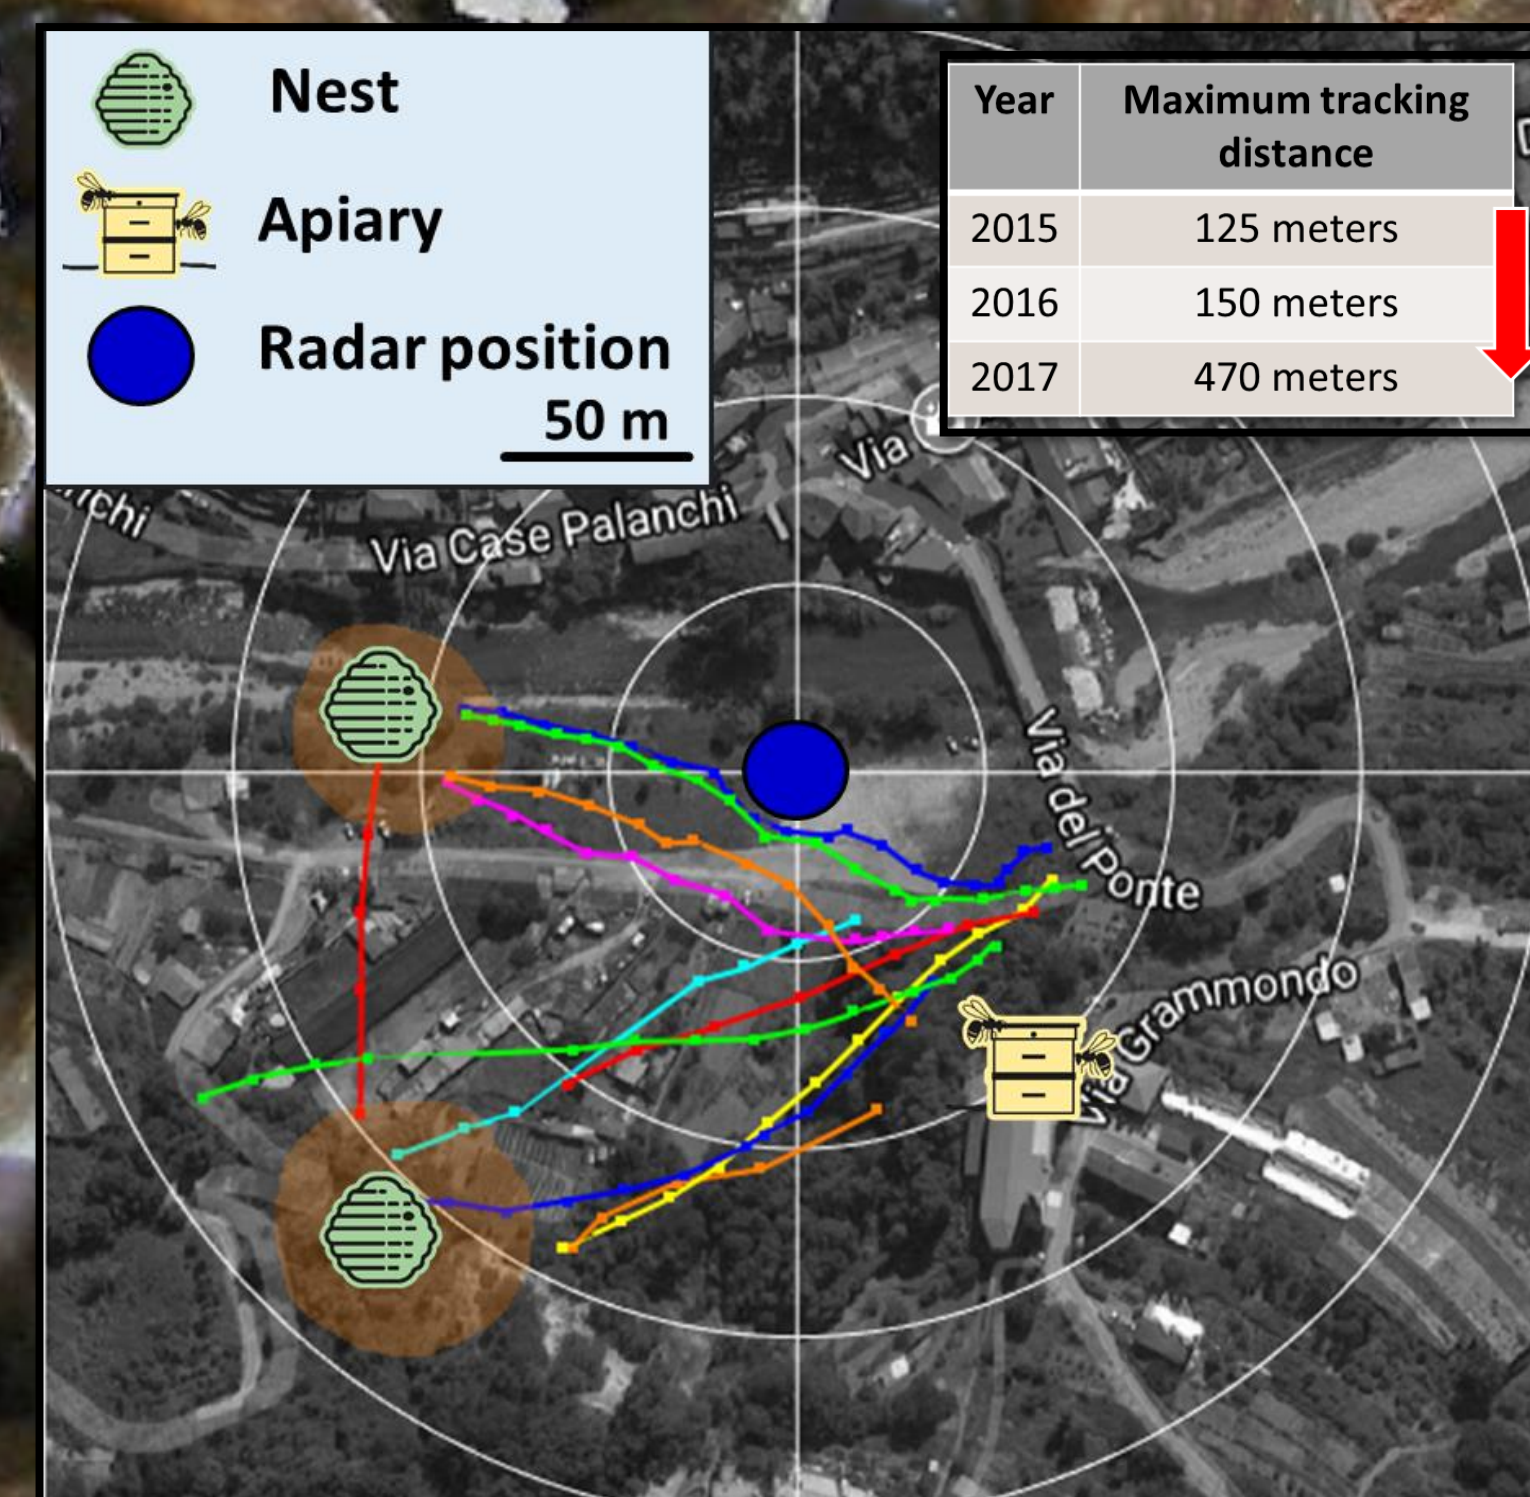 Nest
Apiary
Radar position
50 m
Year
Maximum tracking
distance
2015
125 meters
2016
150 meters
2017
470 meters
Via
Via Case Palanchi
Via del Ponte
Via Grammondo